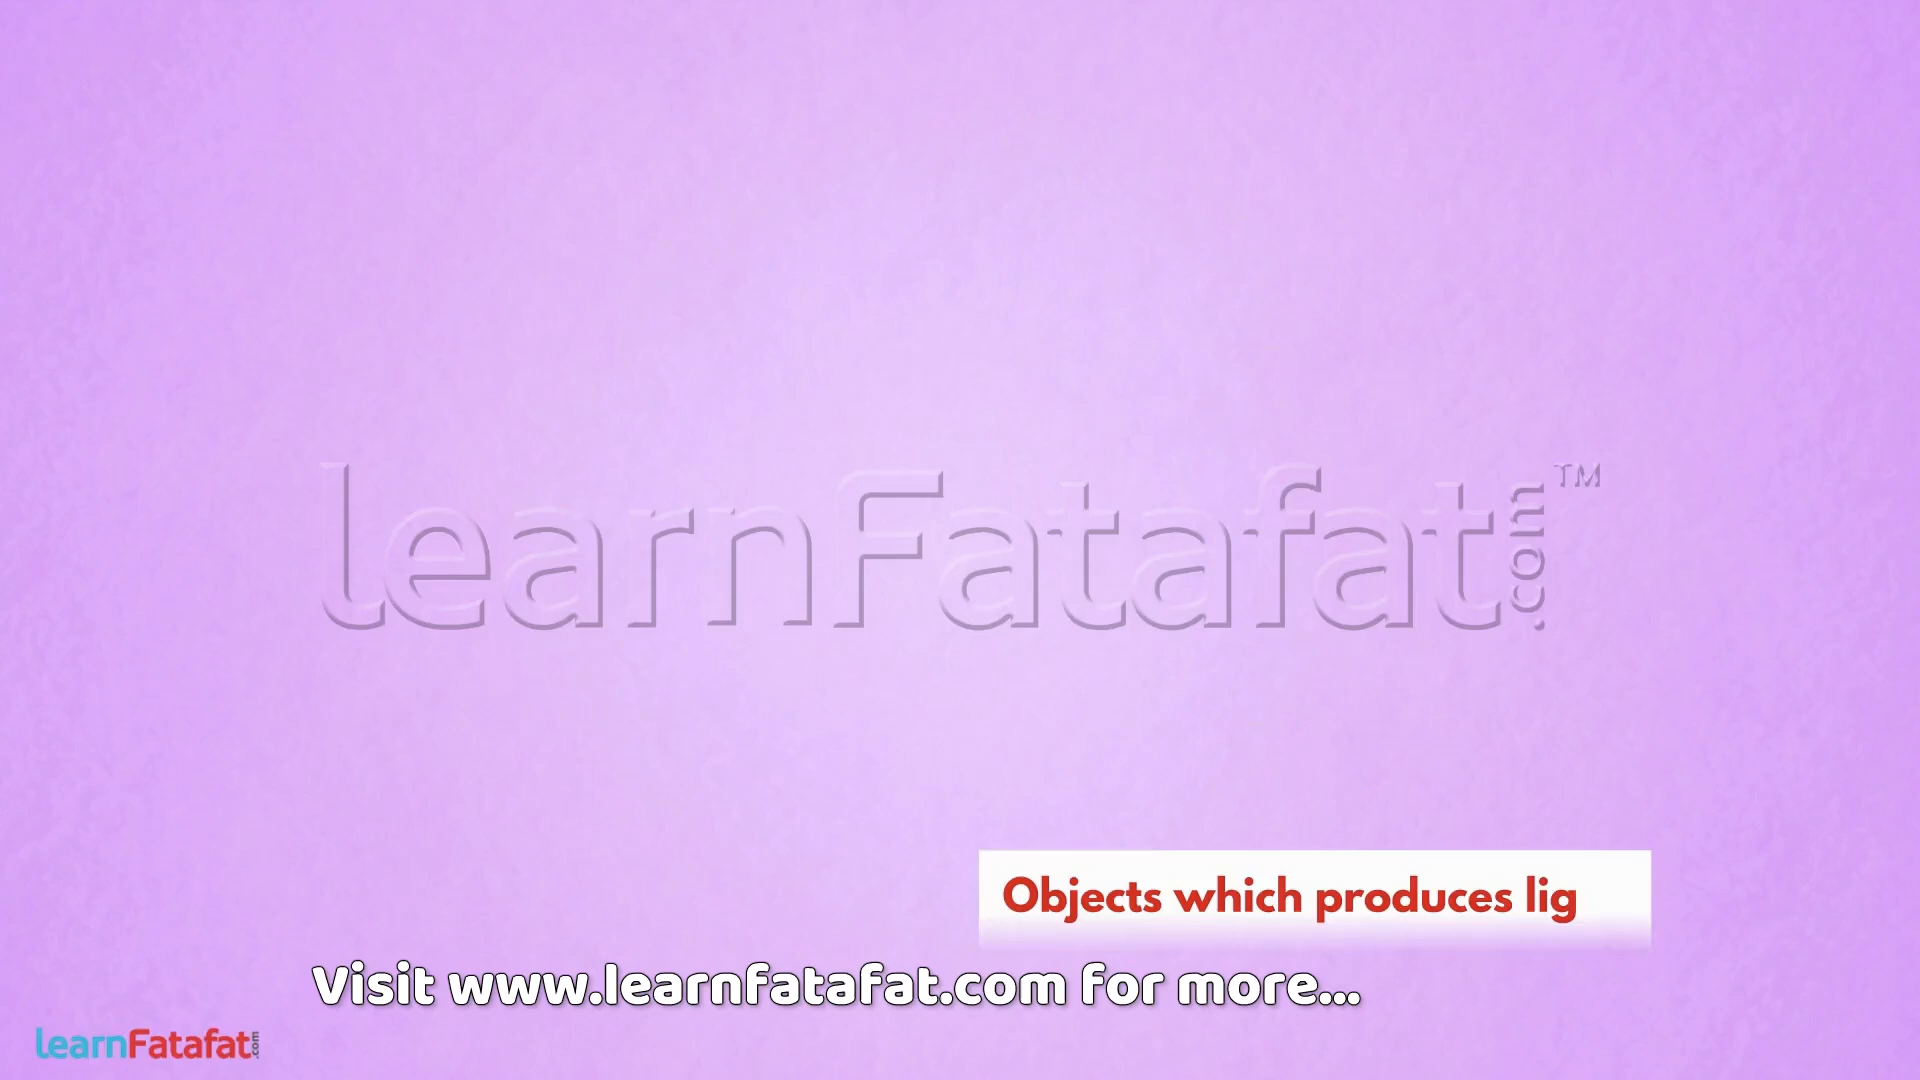 learnFatafat.com™
Objects which produces lig
Visit www.learnfatafat.com for more...
learnFatafat.com